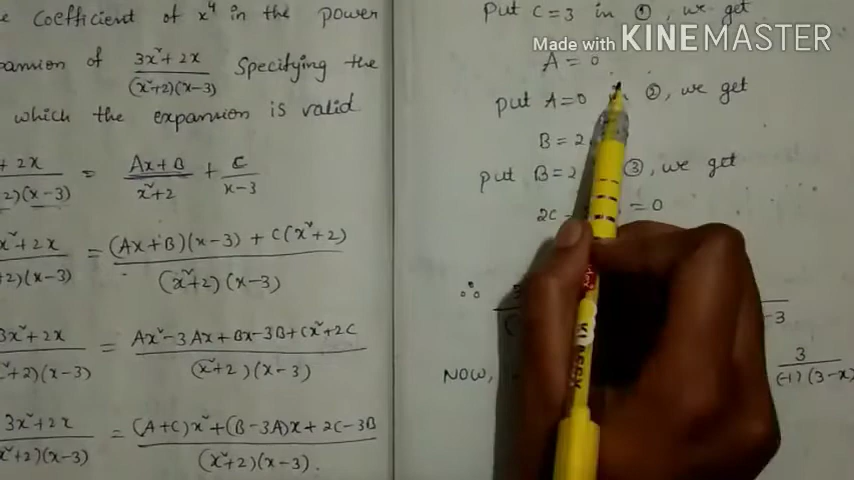 e coefficient of x⁴ in the power
pansion of (3x²+2x)/((x²+2)(x-3)) Specifying the
which the expansion is valid
+2x/2)(x-3) = (Ax+B)/(x²+2) + C/(x-3)
x²+2x/+2)(x-3) = ((Ax+B)(x-3)+C(x²+2))/((x²+2)(x-3))
3x²+2x/(x²+2)(x-3) = (Ax²-3Ax+Bx-3B+Cx²+2C)/((x²+2)(x-3))
3x²+2x/(x²+2)(x-3) = ((A+C)x²+(B-3A)x+2C-3B)/((x²+2)(x-3)).
Put C=3 in ①, we get
Made with KINEMASTER
A = 0
put A=0 ②, we get
B=2
put B=2 ③, we get
2C = 0
∴ -3
NOW, 3/((-1)(3-x)
KLASSX